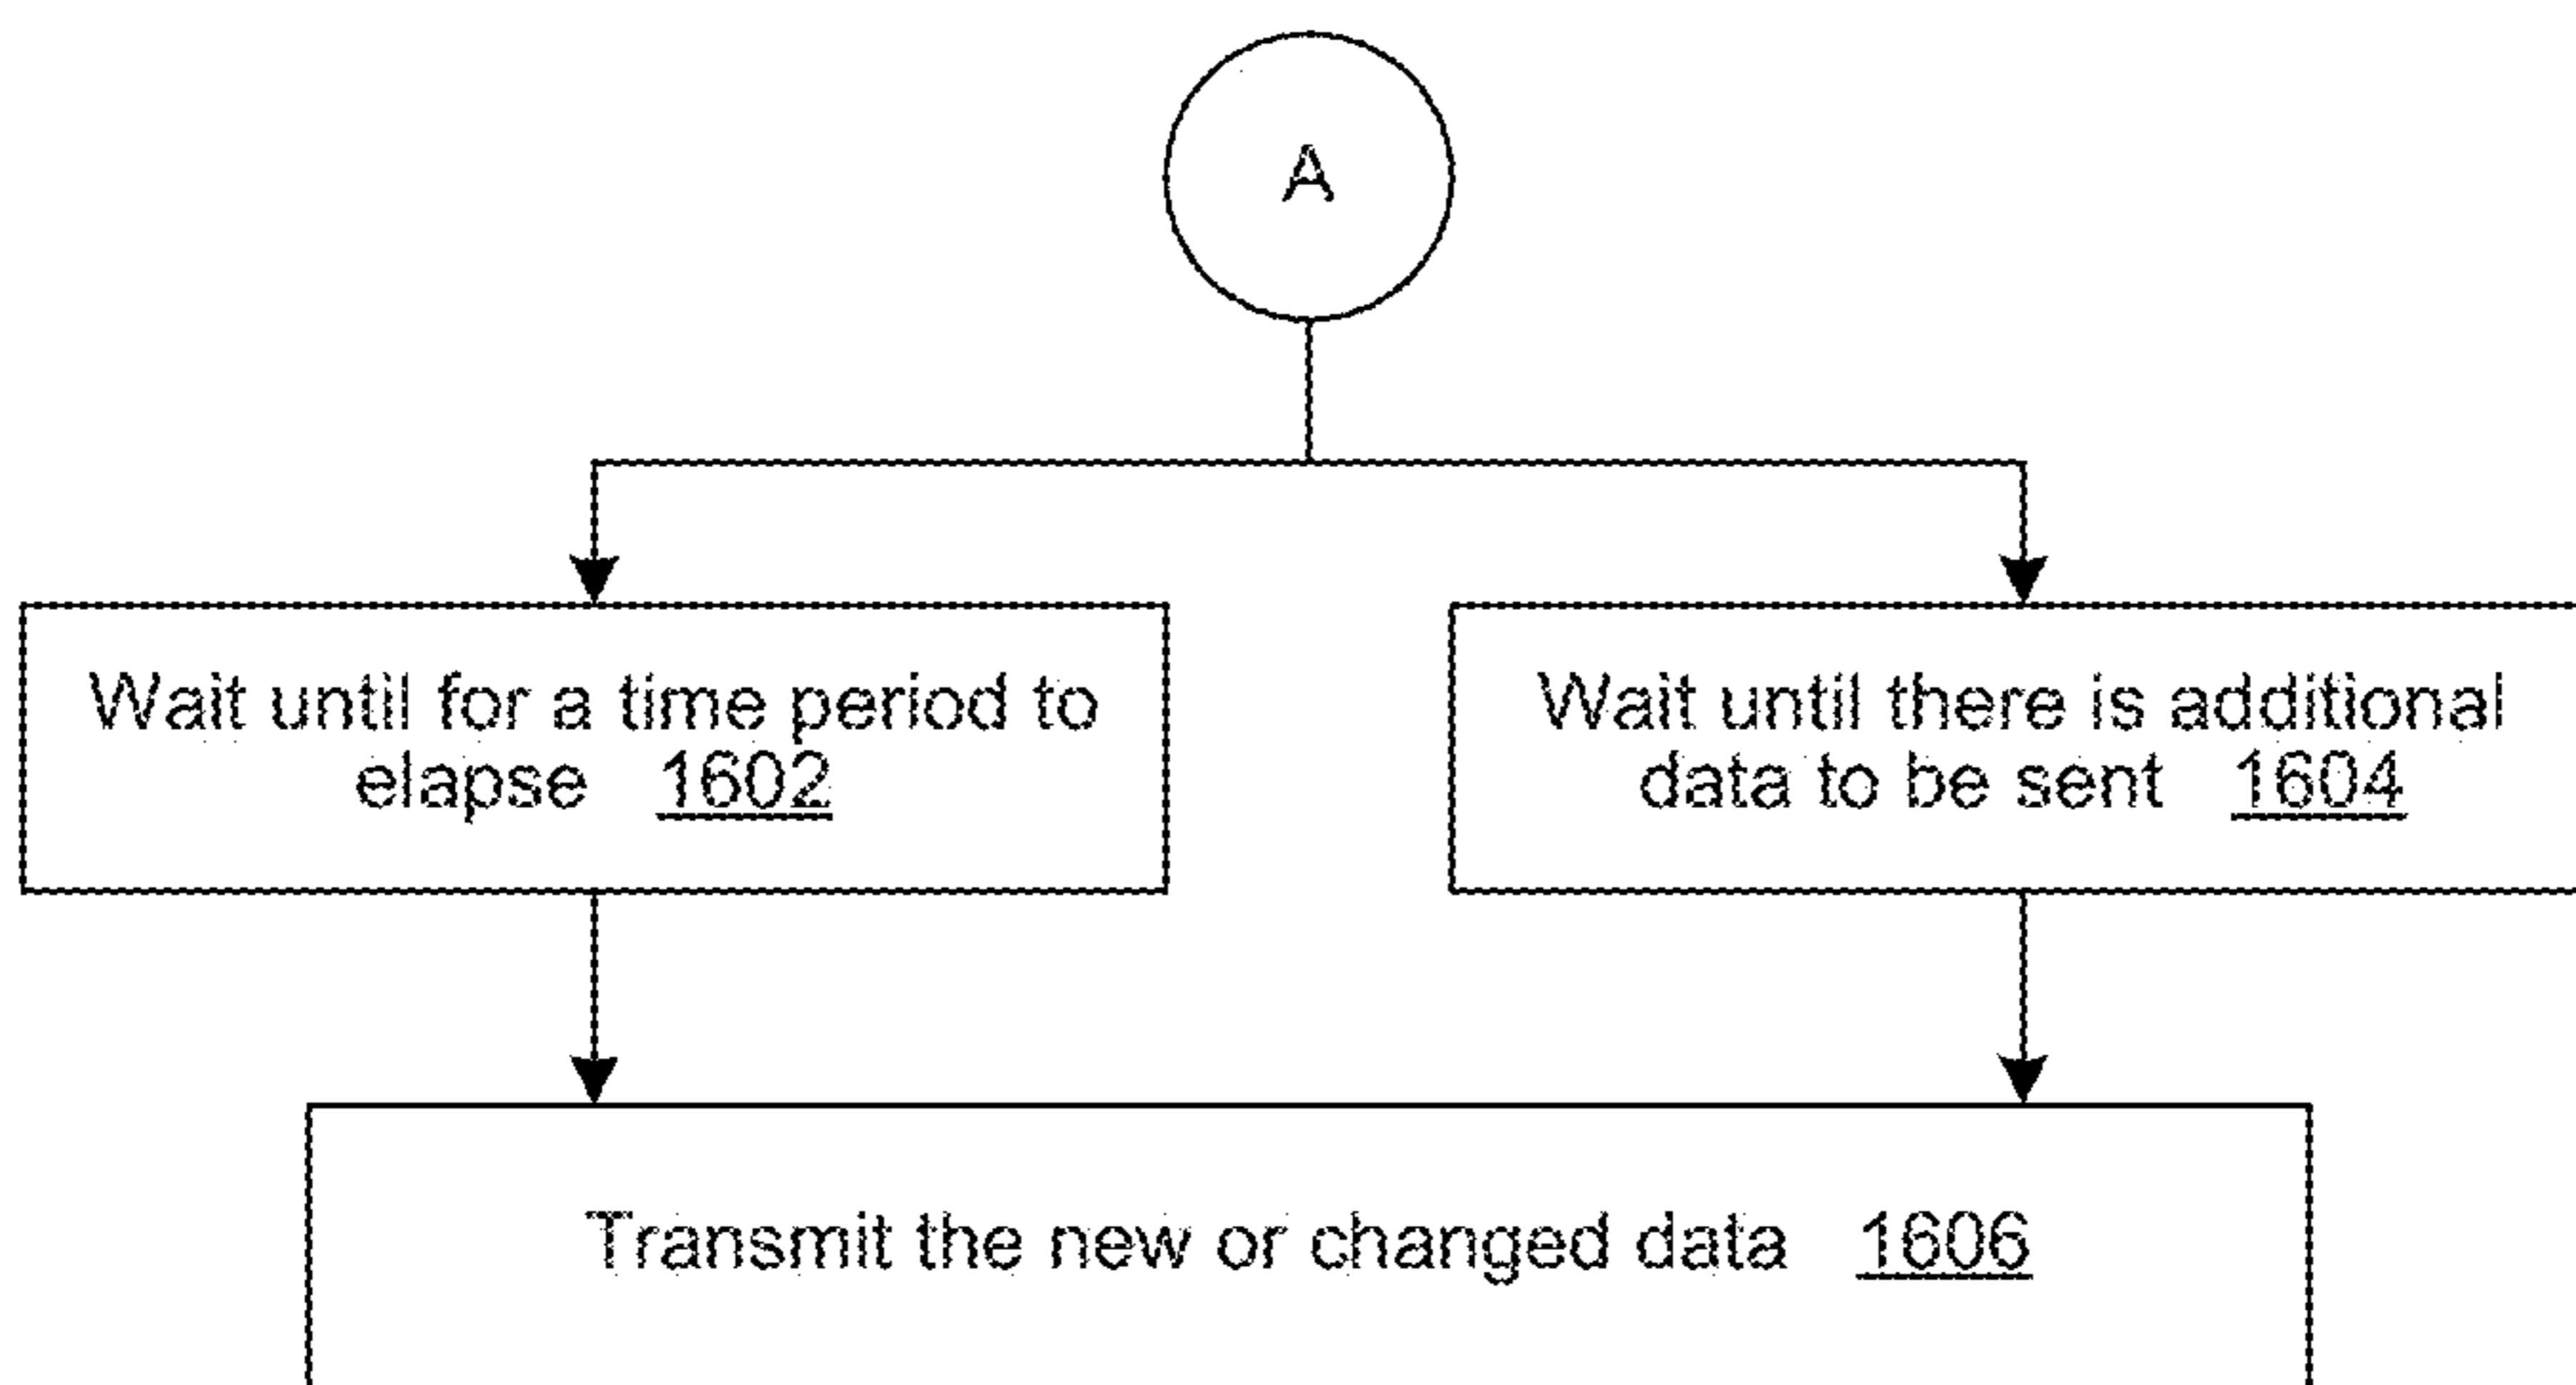 A
Wait until for a time period to
elapse 1602
Wait until there is additional
data to be sent 1604
Transmit the new or changed data 1606